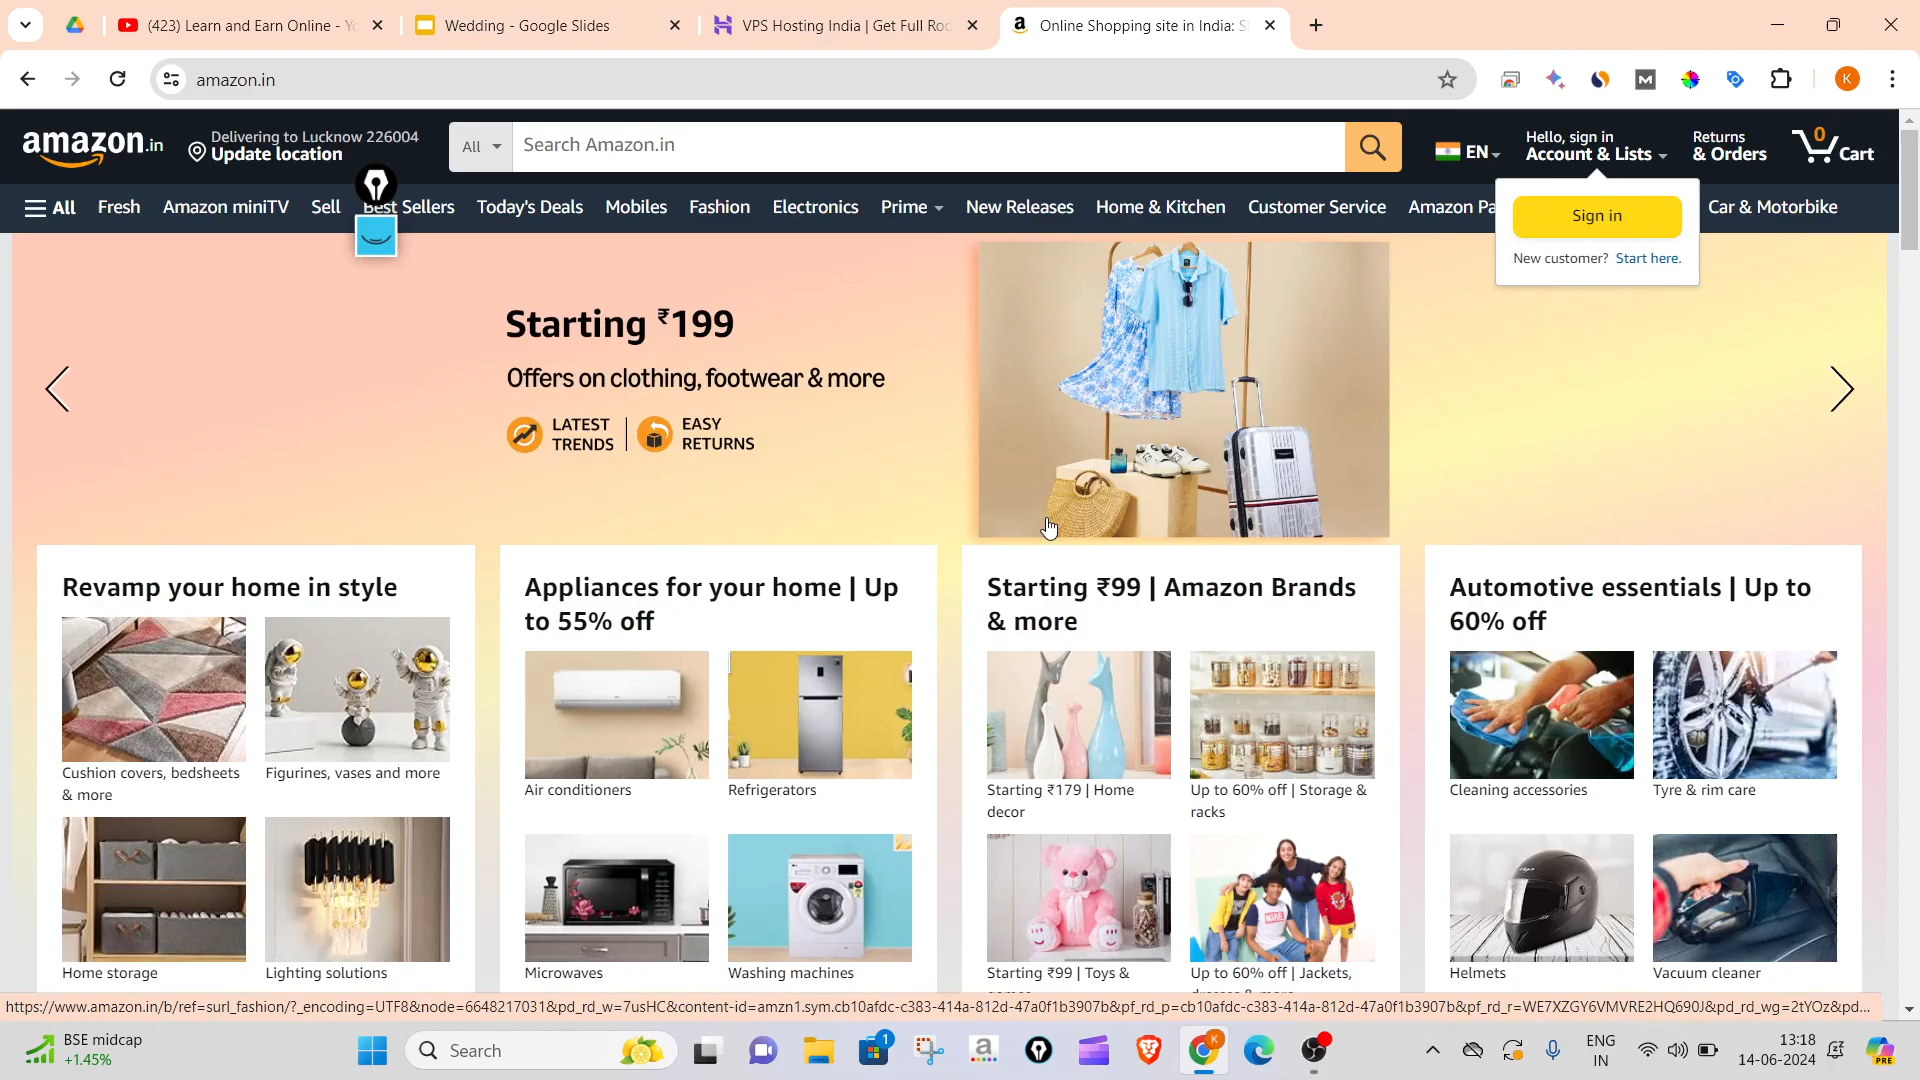 (423) Learn and Earn Online - Yo
Wedding - Google Slides
VPS Hosting India | Get Full Roo
Online Shopping site in India: S
amazon.in
K
amazon.in
Delivering to Lucknow 226004
Update location
All
Search Amazon.in
EN
Hello, sign in
Account & Lists
Returns
& Orders
0
Cart
All
Fresh
Amazon miniTV
Sell
Best Sellers
Today's Deals
Mobiles
Fashion
Electronics
Prime
New Releases
Home & Kitchen
Customer Service
Amazon Pa
Car & Motorbike
Sign in
New customer? Start here.
Starting ₹199
Offers on clothing, footwear & more
LATEST
TRENDS
EASY
RETURNS
Revamp your home in style
Cushion covers, bedsheets
& more
Figurines, vases and more
Home storage
Lighting solutions
Appliances for your home | Up
to 55% off
Air conditioners
Refrigerators
Microwaves
Washing machines
Starting ₹99 | Amazon Brands
& more
Starting ₹179 | Home
decor
Up to 60% off | Storage &
racks
Starting ₹99 | Toys &
Up to 60% off | Jackets,
Automotive essentials | Up to
60% off
Cleaning accessories
Tyre & rim care
Helmets
Vacuum cleaner
https://www.amazon.in/b/ref=surl_fashion/?_encoding=UTF8&node=6648217031&pd_rd_w=7usHC&content-id=amzn1.sym.cb10afdc-c383-414a-812d-47a0f1b3907b&pf_rd_p=cb10afdc-c383-414a-812d-47a0f1b3907b&pf_rd_r=WE7XZGY6VMVRE2HQ690J&pd_rd_wg=2tYOz&pd...
BSE midcap
+1.45%
Search
1
K
ENG
IN
13:18
14-06-2024
PRE